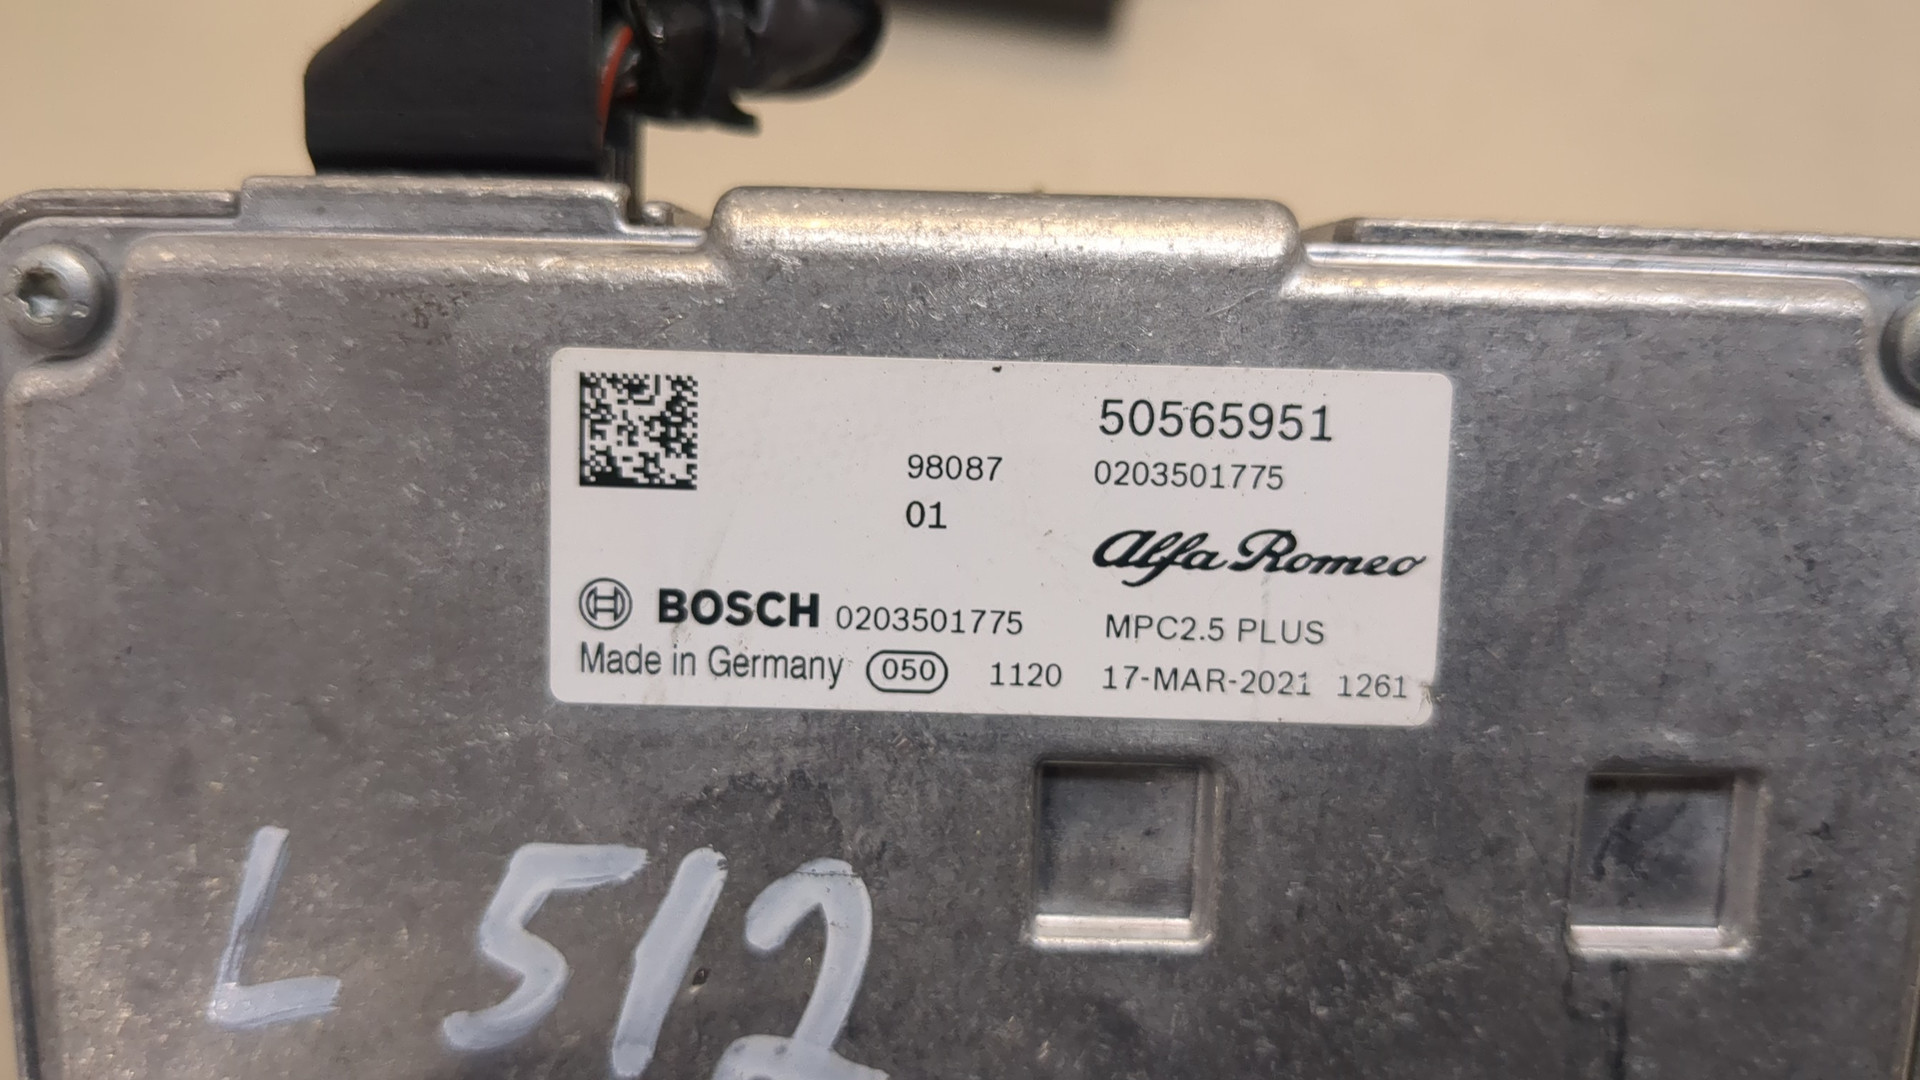 50565951
98087 0203501775
01
Alfa Romeo
BOSCH 0203501775 MPC2.5 PLUS
Made in Germany 050 1120 17-MAR-2021 1261
L 512